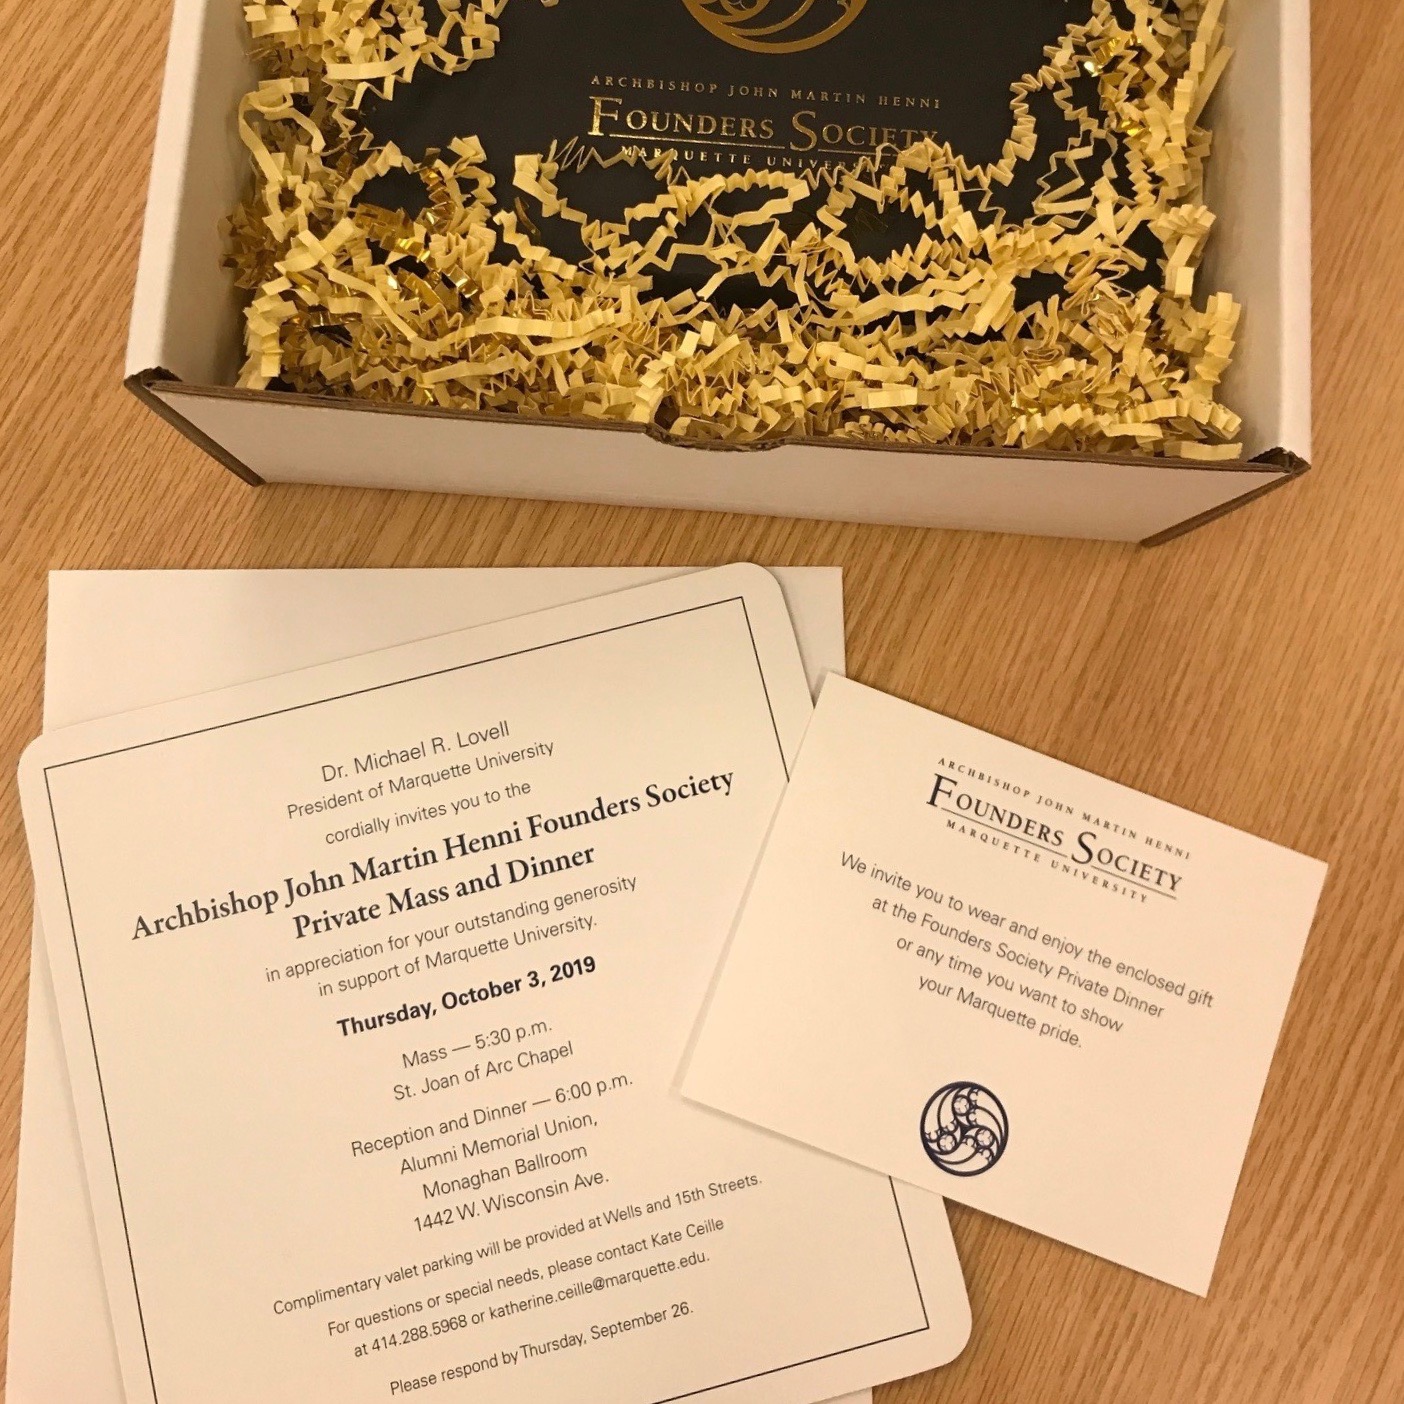 ARCHBISHOP JOHN MARTIN HENNI
FOUNDERS SOCIETY
MARQUETTE UNIVERSITY
Dr. Michael R. Lovell
President of Marquette University
cordially invites you to the
Archbishop John Martin Henni Founders Society
Private Mass and Dinner
in appreciation for your outstanding generosity
in support of Marquette University.
Thursday, October 3, 2019
Mass — 5:30 p.m.
St. Joan of Arc Chapel
Reception and Dinner — 6:00 p.m.
Alumni Memorial Union,
Monaghan Ballroom
1442 W. Wisconsin Ave.
Complimentary valet parking will be provided at Wells and 15th Streets.
For questions or special needs, please contact Kate Ceille
at 414.288.5968 or katherine.ceille@marquette.edu.
Please respond by Thursday, September 26.
ARCHBISHOP JOHN MARTIN HENNI
FOUNDERS SOCIETY
MARQUETTE UNIVERSITY
We invite you to wear and enjoy the enclosed gift
at the Founders Society Private Dinner
or any time you want to show
your Marquette pride.